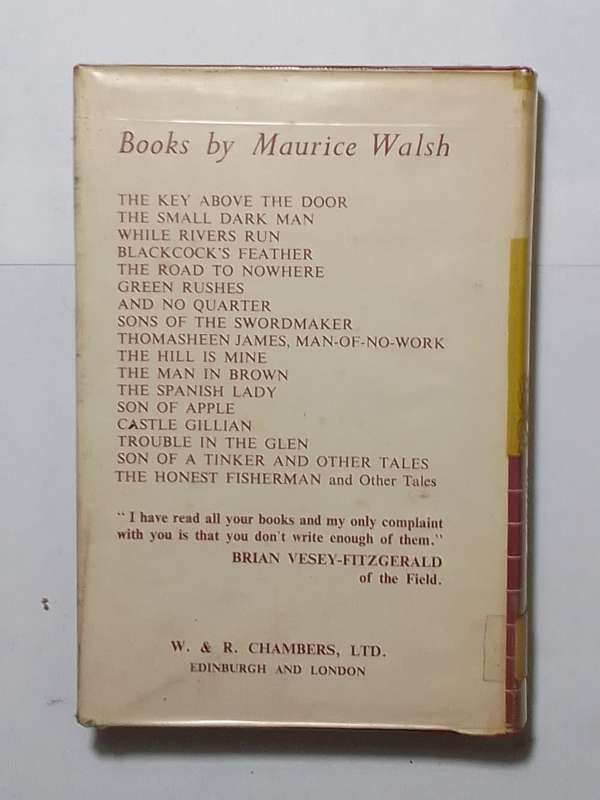 Books by Maurice Walsh
THE KEY ABOVE THE DOOR
THE SMALL DARK MAN
WHILE RIVERS RUN
BLACKCOCK'S FEATHER
THE ROAD TO NOWHERE
GREEN RUSHES
AND NO QUARTER
SONS OF THE SWORDMAKER
THOMASHEEN JAMES, MAN-OF-NO-WORK
THE HILL IS MINE
THE MAN IN BROWN
THE SPANISH LADY
SON OF APPLE
CASTLE GILLIAN
TROUBLE IN THE GLEN
SON OF A TINKER AND OTHER TALES
THE HONEST FISHERMAN and Other Tales
"I have read all your books and my only complaint
with you is that you don't write enough of them."
BRIAN VESEY-FITZGERALD
of the Field.
W. & R. CHAMBERS, LTD.
EDINBURGH AND LONDON